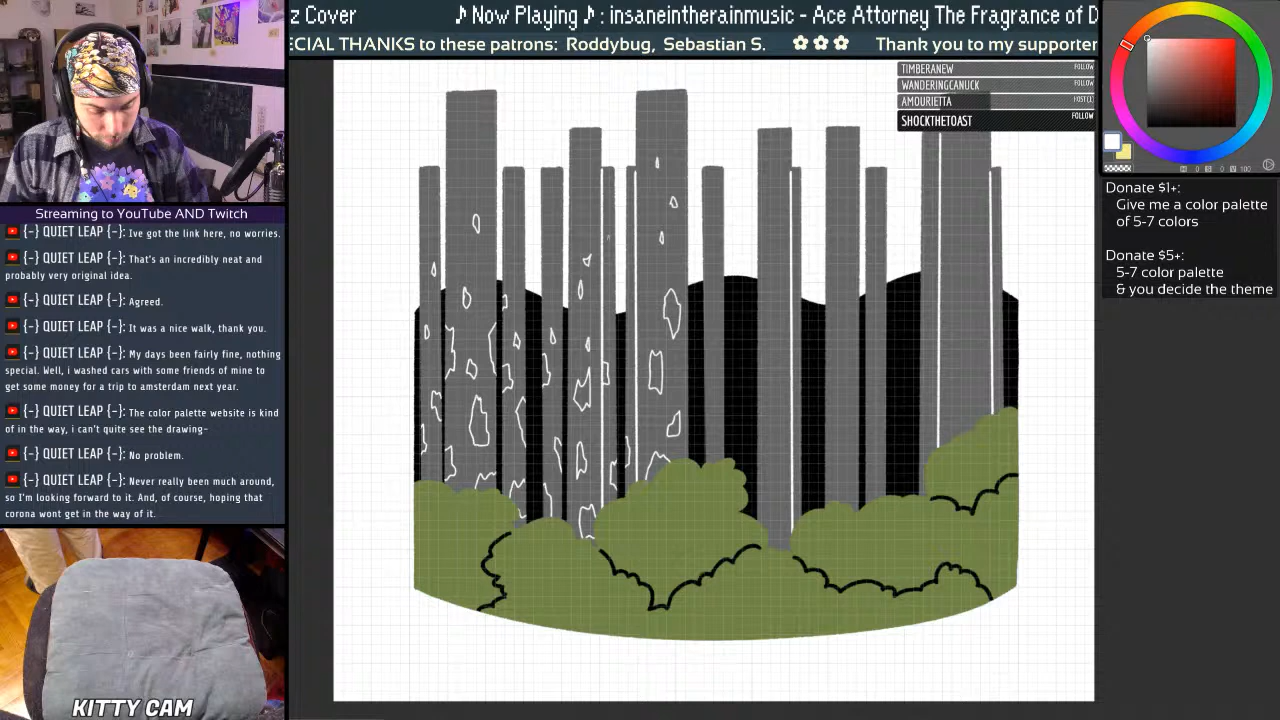 z Cover ♪ Now Playing ♪ : insaneintherainmusic - Ace Attorney The Fragrance of D
ECIAL THANKS to these patrons: Roddybug, Sebastian S. ✿ ✿ ✿ Thank you to my supporter
TIMBERANEW FOLLOW
WANDERINGCANUCK FOLLOW
AMOURIETTA HOST(1)
SHOCKTHETOAST FOLLOW
Donate $1+:
Give me a color palette
of 5-7 colors
Donate $5+:
5-7 color palette
& you decide the theme
Streaming to YouTube AND Twitch
{-} QUIET LEAP {-}: Ive got the link here, no worries.
{-} QUIET LEAP {-}: That's an incredibly neat and
probably very original idea.
{-} QUIET LEAP {-}: Agreed.
{-} QUIET LEAP {-}: It was a nice walk, thank you.
{-} QUIET LEAP {-}: My days been fairly fine, nothing
special. Well, i washed cars with some friends of mine to
get some money for a trip to amsterdam next year.
{-} QUIET LEAP {-}: The color palette website is kind
of in the way, i can't quite see the drawing-
{-} QUIET LEAP {-}: No problem.
{-} QUIET LEAP {-}: Never really been much around,
so I'm looking forward to it. And, of course, hoping that
corona wont get in the way of it.
KITTY CAM